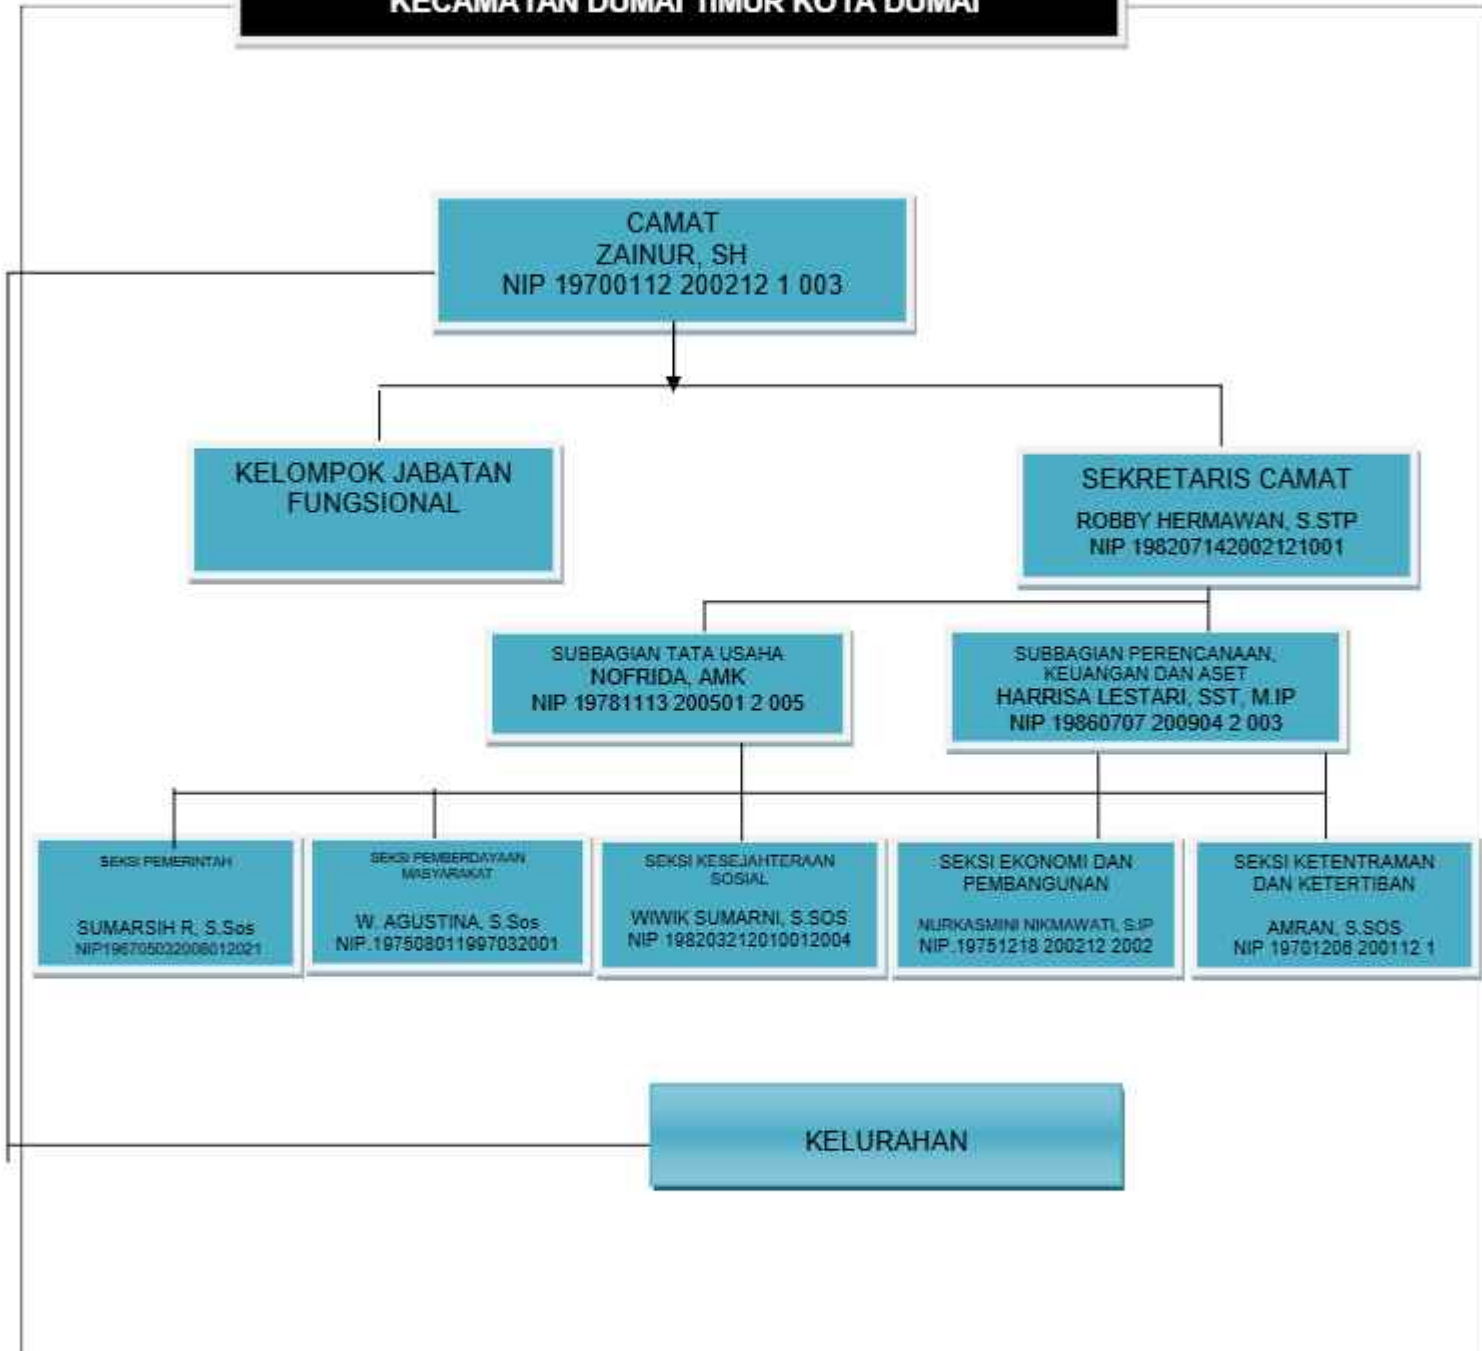 KECAMATAN DUMAI TIMUR KOTA DUMAI
CAMAT
ZAINUR, SH
NIP 19700112 200212 1 003
KELOMPOK JABATAN
FUNGSIONAL
SEKRETARIS CAMAT
ROBBY HERMAWAN, S.STP
NIP 198207142002121001
SUBBAGIAN TATA USAHA
NOFRIDA, AMK
NIP 19781113 200501 2 005
SUBBAGIAN PERENCANAAN,
KEUANGAN DAN ASET
HARRISA LESTARI, SST, M.IP
NIP 19860707 200904 2 003
SEKSI PEMERINTAH
SUMARSIH R, S.Sos
NIP196705032006012021
SEKSI PEMBERDAYAAN
MASYARAKAT
W. AGUSTINA, S.Sos
NIP.197508011997032001
SEKSI KESEJAHTERAAN
SOSIAL
WIWIK SUMARNI, S.SOS
NIP 198203212010012004
SEKSI EKONOMI DAN
PEMBANGUNAN
NURKASMINI NIKMAWATI, S.IP
NIP.19751218 200212 2002
SEKSI KETENTRAMAN
DAN KETERTIBAN
AMRAN, S.SOS
NIP 19701206 200112 1
KELURAHAN